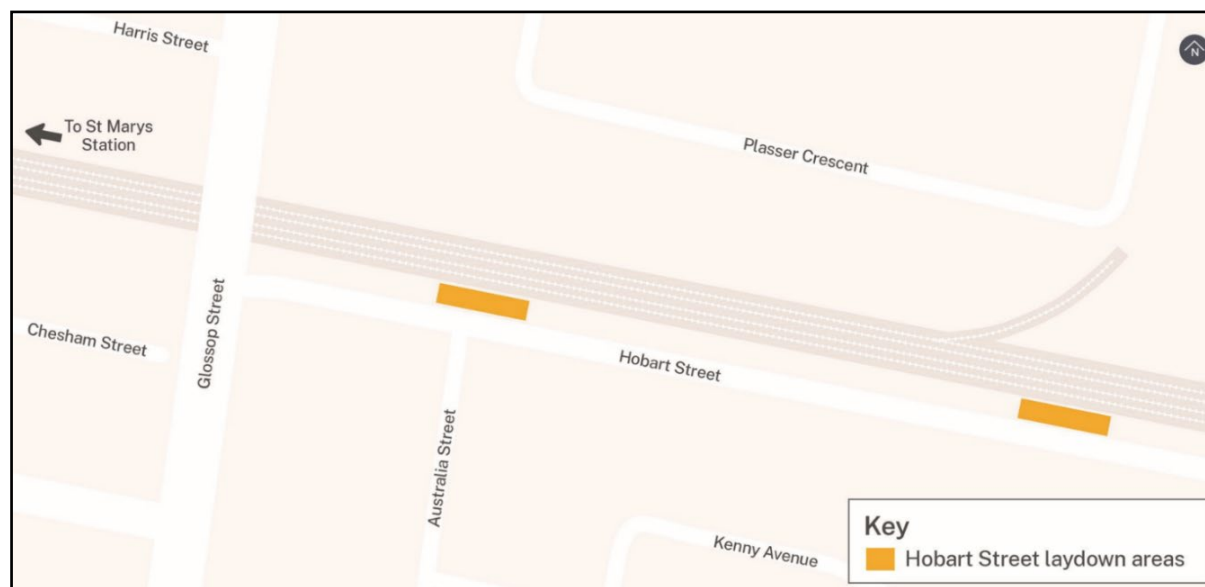 Harris Street
N
To St Marys
Station
Plasser Crescent
Glossop Street
Chesham Street
Hobart Street
Australia Street
Kenny Avenue
Key
Hobart Street laydown areas